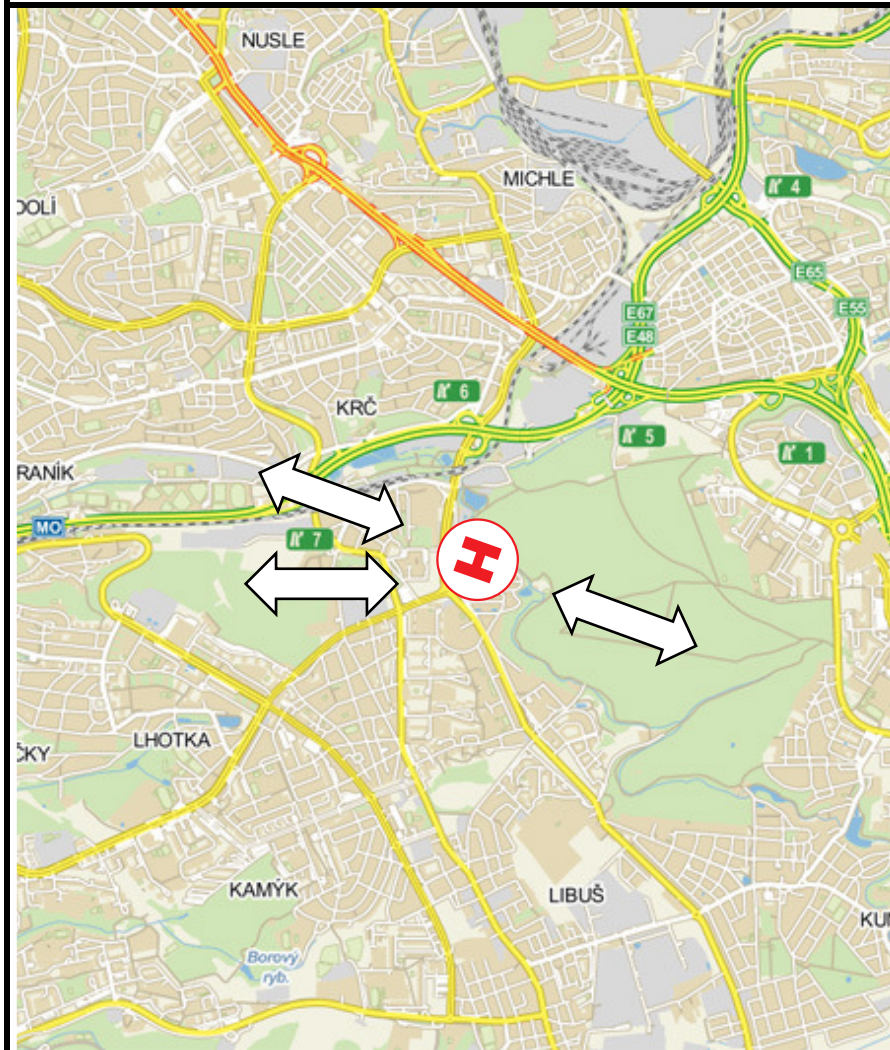 NUSLE
MICHLE
4
DOLÍ
E65
E67
E55
E48
6
KRČ
5
1
RANÍK
MO
7
H
LHOTKA
ČKY
KAMÝK
LIBUŠ
KUN
Borový
ryb.